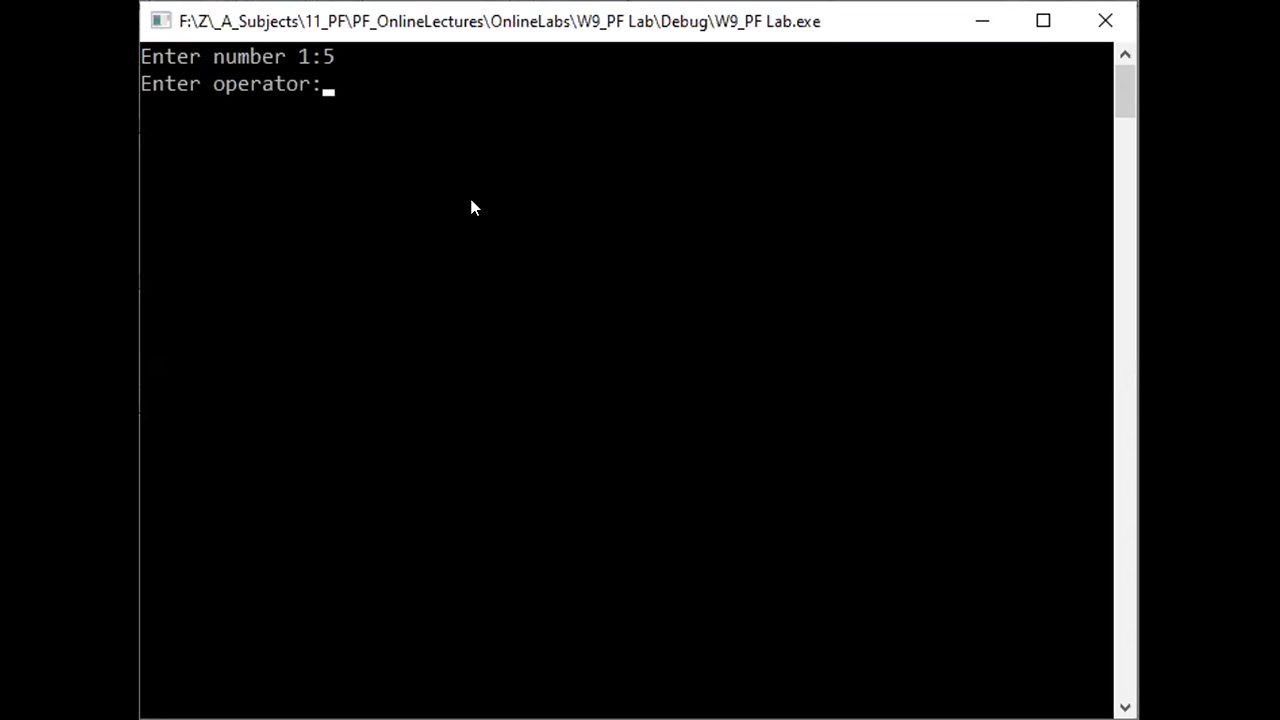 F:\Z\_A_Subjects\11_PF\PF_OnlineLectures\OnlineLabs\W9_PF Lab\Debug\W9_PF Lab.exe
Enter number 1:5
Enter operator: